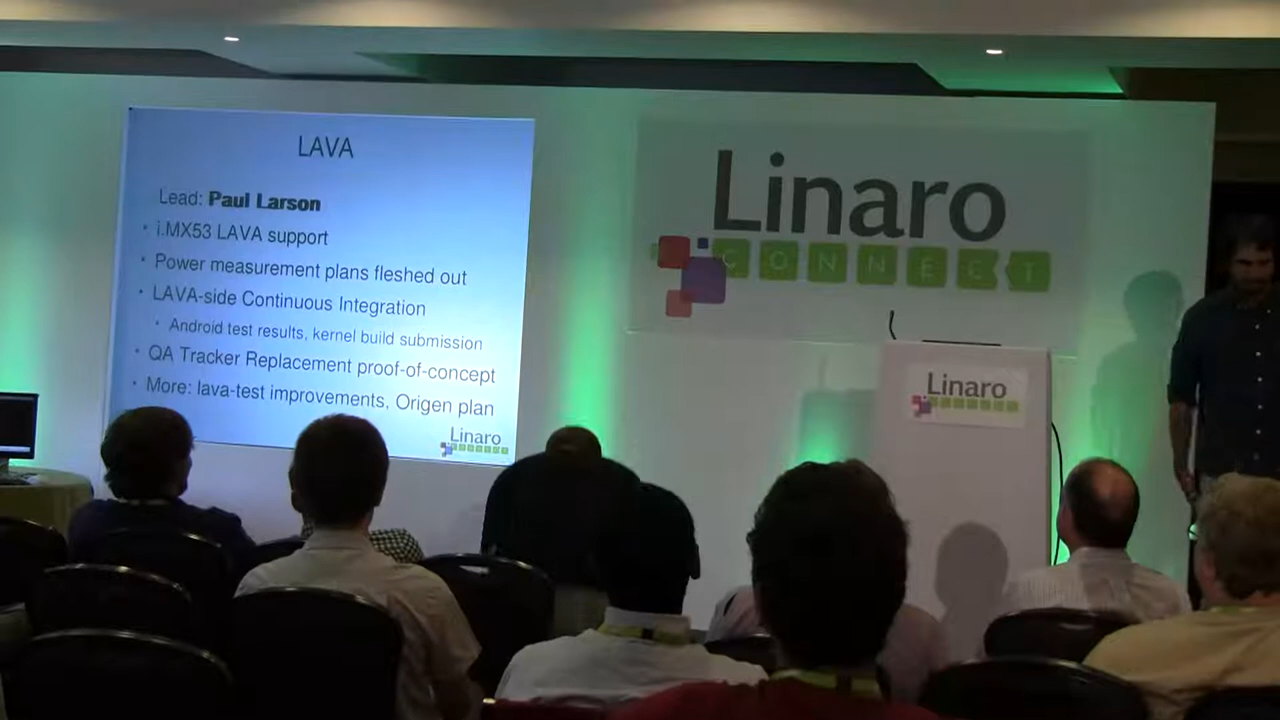 LAVA
Lead: Paul Larson
• i.MX53 LAVA support
• Power measurement plans fleshed out
• LAVA-side Continuous Integration
• Android test results, kernel build submission
• QA Tracker Replacement proof-of-concept
• More: lava-test improvements, Origen plan
Linaro
Linaro
CONNECT
Linaro